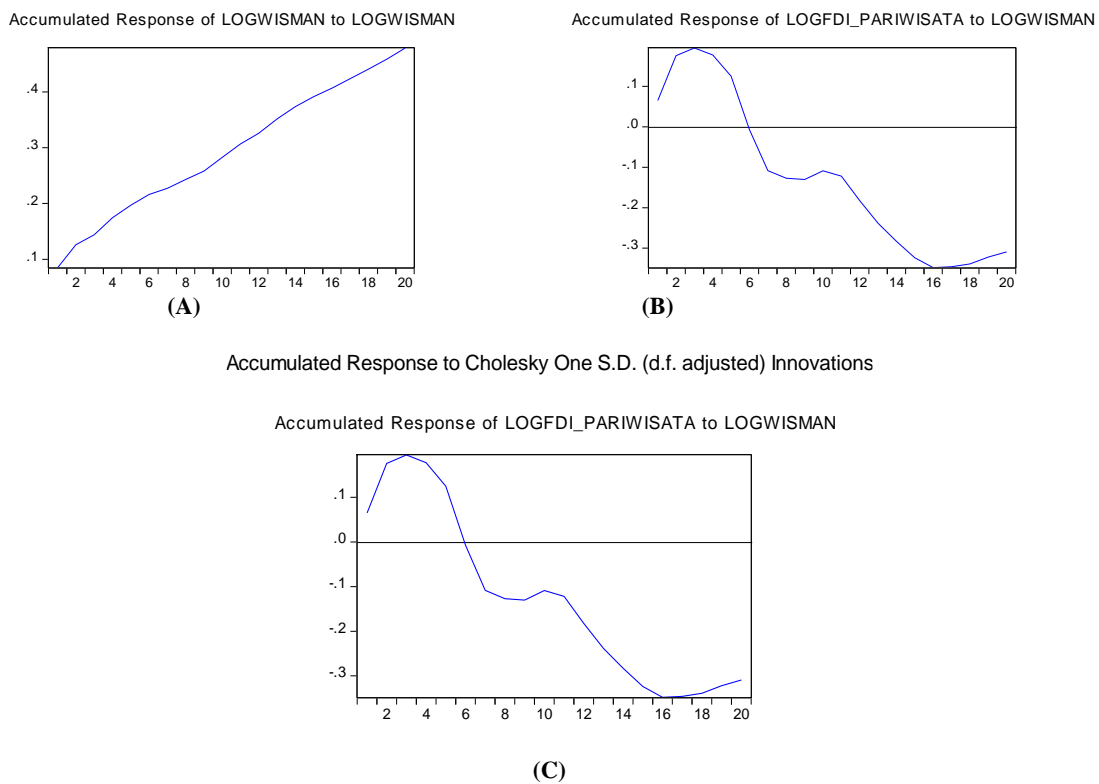 Accumulated Response of LOGWISMAN to LOGWISMAN
.4
.3
.2
.1
2 4 6 8 10 12 14 16 18 20
(A)
Accumulated Response of LOGFDI_PARIWISATA to LOGWISMAN
.1
.0
-.1
-.2
-.3
2 4 6 8 10 12 14 16 18 20
(B)
Accumulated Response to Cholesky One S.D. (d.f. adjusted) Innovations
Accumulated Response of LOGFDI_PARIWISATA to LOGWISMAN
.1
.0
-.1
-.2
-.3
2 4 6 8 10 12 14 16 18 20
(C)